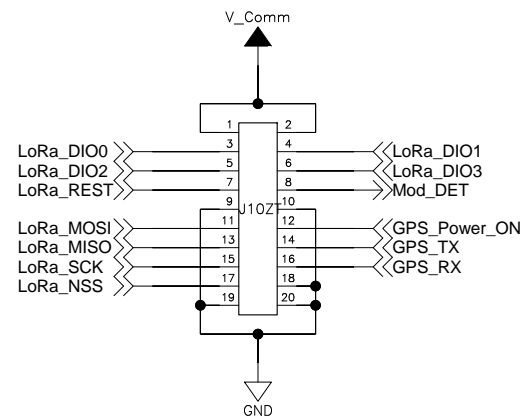 V_Comm
1 2
LoRa_DIO0 3 4 LoRa_DIO1
LoRa_DIO2 5 6 LoRa_DIO3
LoRa_REST 7 8 Mod_DET
9 10
J10ZT
LoRa_MOSI 11 12 GPS_Power_ON
LoRa_MISO 13 14 GPS_TX
LoRa_SCK 15 16 GPS_RX
LoRa_NSS 17 18
19 20
GND